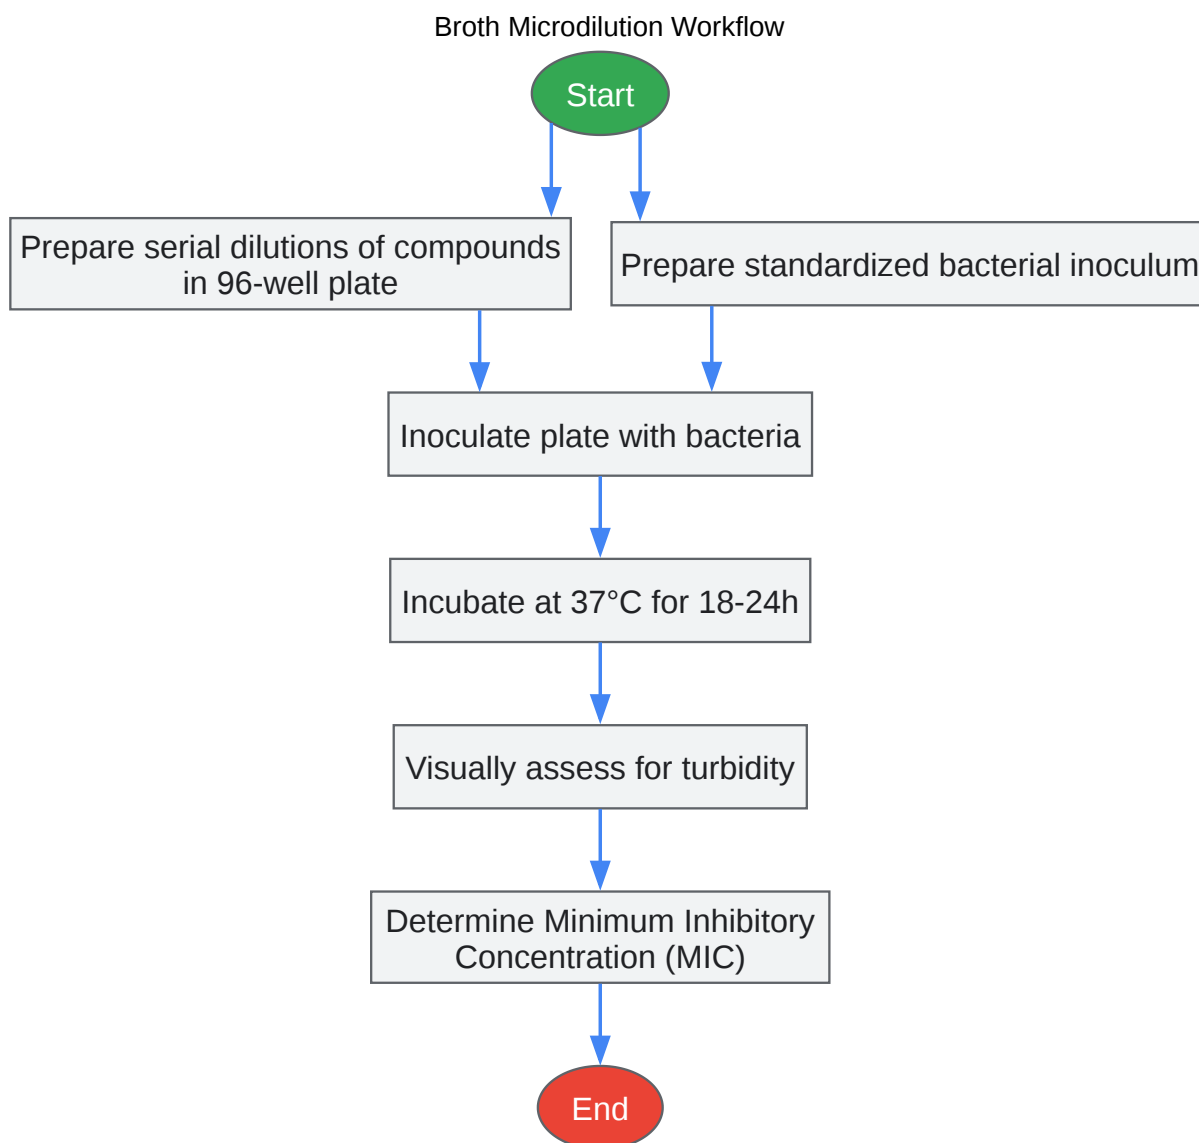 Broth Microdilution Workflow
Start
Prepare serial dilutions of compounds
in 96-well plate
Prepare standardized bacterial inoculum
Inoculate plate with bacteria
Incubate at 37°C for 18-24h
Visually assess for turbidity
Determine Minimum Inhibitory
Concentration (MIC)
End